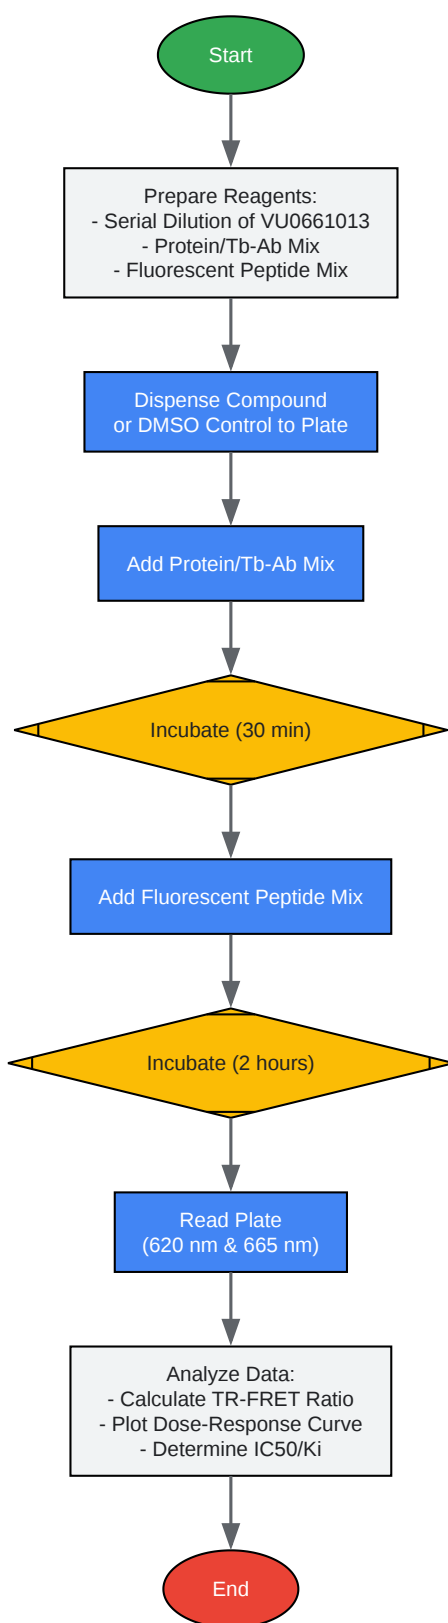 Start
Prepare Reagents:
- Serial Dilution of VU0661013
- Protein/Tb-Ab Mix
- Fluorescent Peptide Mix
Dispense Compound
or DMSO Control to Plate
Add Protein/Tb-Ab Mix
Incubate (30 min)
Add Fluorescent Peptide Mix
Incubate (2 hours)
Read Plate
(620 nm & 665 nm)
Analyze Data:
- Calculate TR-FRET Ratio
- Plot Dose-Response Curve
- Determine IC50/Ki
End